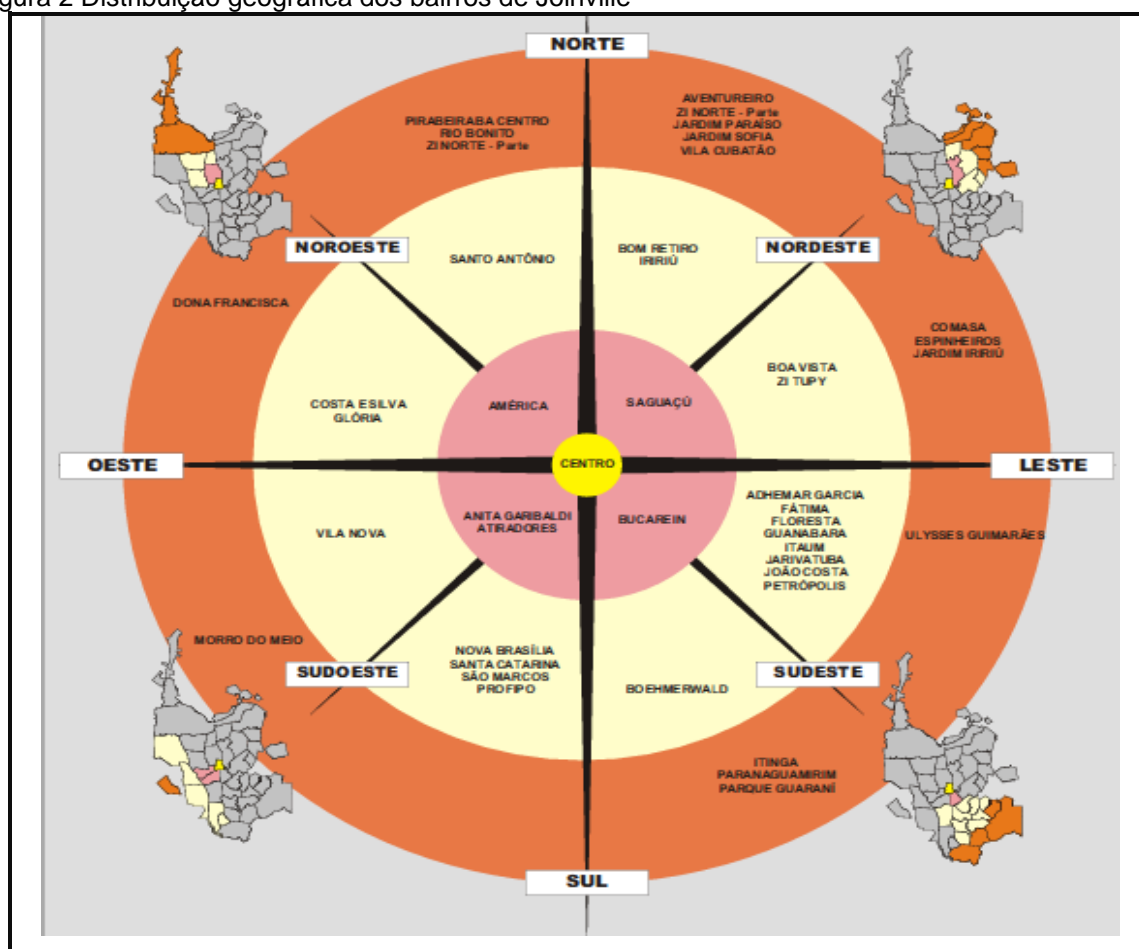 gura 2 Distribuição geográfica dos bairros de Joinville
NORTE
PIRABEIRABA CENTRO
RIO BONITO
ZI NORTE - Parte
AVENTUREIRO
ZI NORTE - Parte
JARDIM PARAÍSO
JARDIM SOFIA
VILA CUBATÃO
NOROESTE
SANTO ANTÔNIO
BOM RETIRO
IRIRIÚ
NORDESTE
DONA FRANCISCA
COMASA
ESPINHEIROS
JARDIM IRIRIÚ
COSTA E SILVA
GLÓRIA
AMÉRICA
SAGUAÇÚ
BOA VISTA
ZI TUPY
OESTE
CENTRO
LESTE
VILA NOVA
ANITA GARIBALDI
ATIRADORES
BUCAREIN
ADHEMAR GARCIA
FÁTIMA
FLORESTA
GUANABARA
ITAUM
JARIVATUBA
JOÃO COSTA
PETRÓPOLIS
ULYSSES GUIMARÃES
MORRO DO MEIO
SUDOESTE
NOVA BRASÍLIA
SANTA CATARINA
SÃO MARCOS
PROFIPO
BOEHMERWALD
SUDESTE
ITINGA
PARANAGUAMIRIM
PARQUE GUARANÍ
SUL